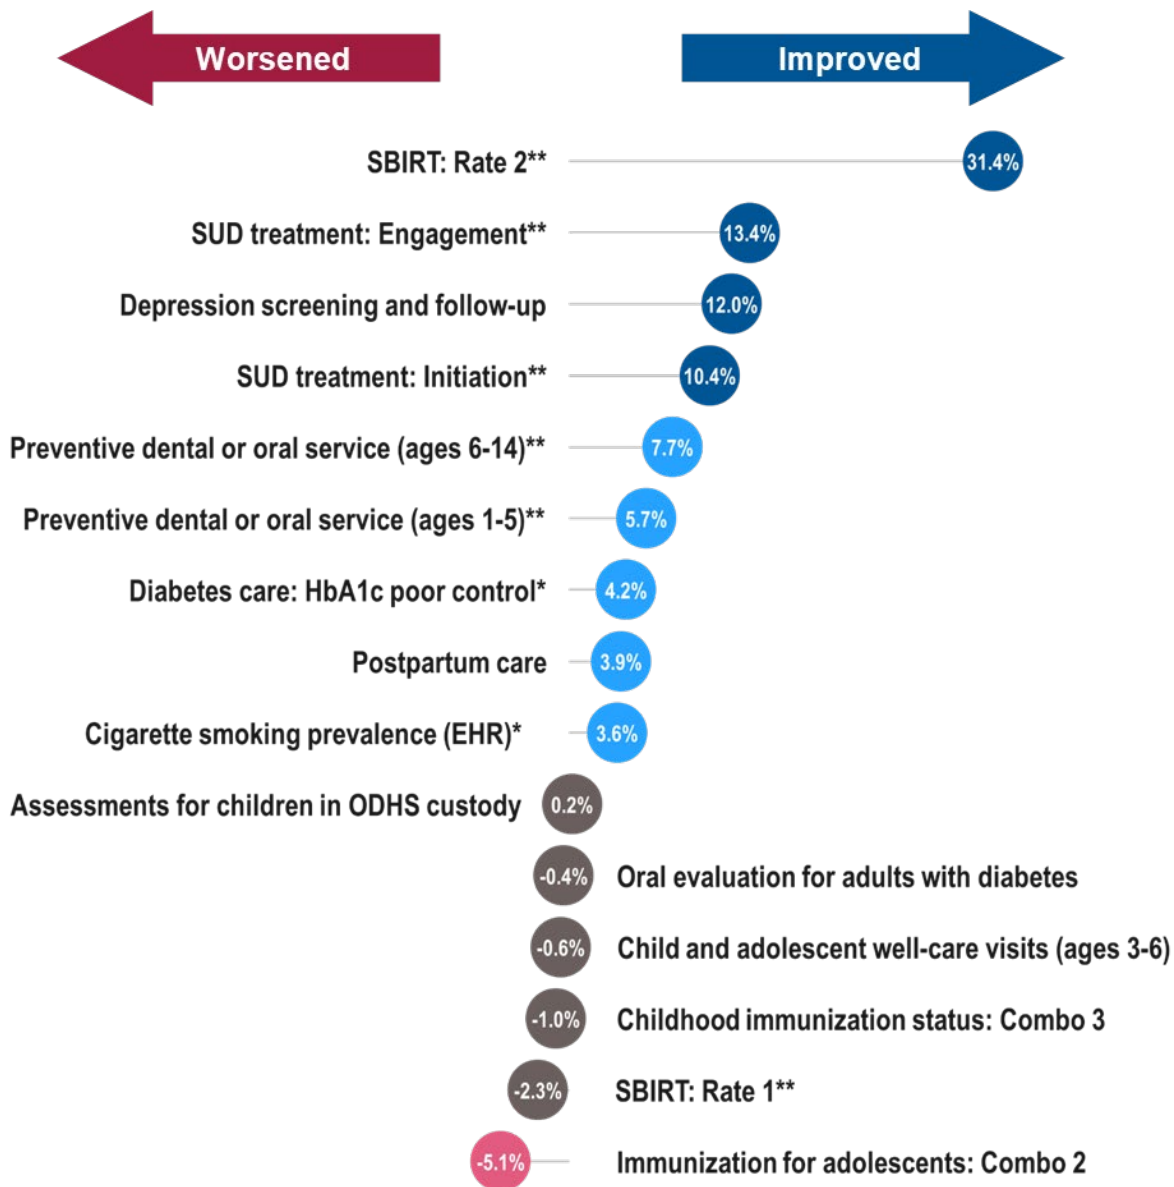 Worsened
Improved
SBIRT: Rate 2**
31.4%
SUD treatment: Engagement**
13.4%
Depression screening and follow-up
12.0%
SUD treatment: Initiation**
10.4%
Preventive dental or oral service (ages 6-14)**
7.7%
Preventive dental or oral service (ages 1-5)**
5.7%
Diabetes care: HbA1c poor control*
4.2%
Postpartum care
3.9%
Cigarette smoking prevalence (EHR)*
3.6%
Assessments for children in ODHS custody
0.2%
-0.4%
Oral evaluation for adults with diabetes
-0.6%
Child and adolescent well-care visits (ages 3-6)
-1.0%
Childhood immunization status: Combo 3
-2.3%
SBIRT: Rate 1**
-5.1%
Immunization for adolescents: Combo 2